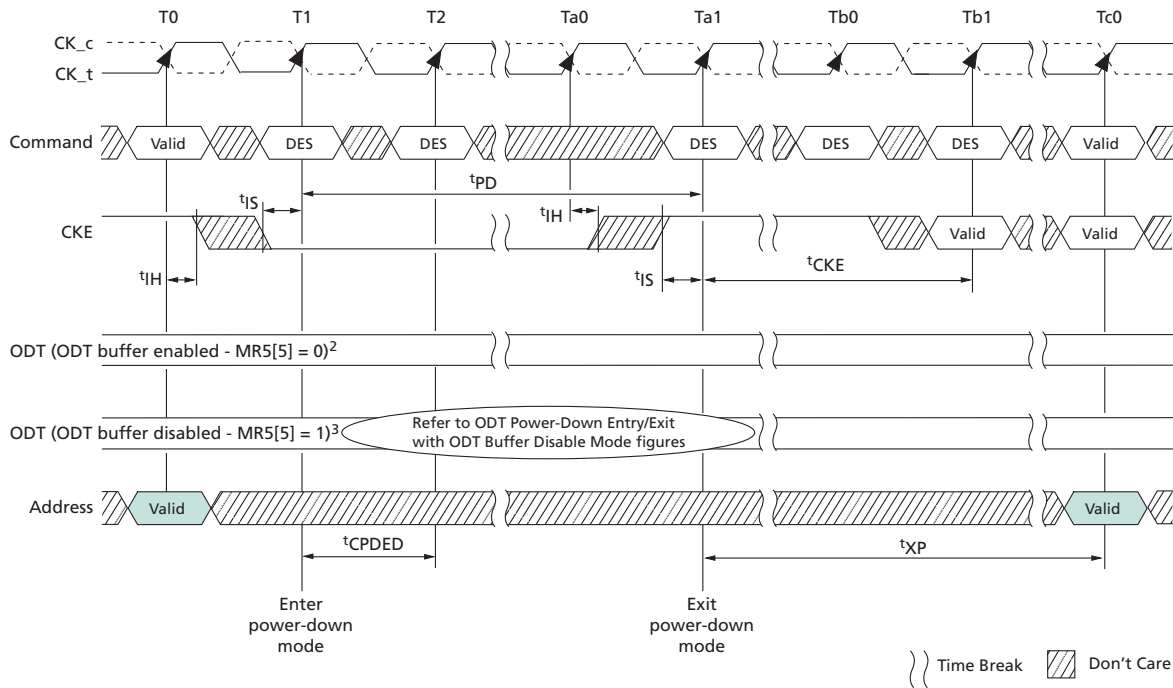 T0 T1 T2 Ta0 Ta1 Tb0 Tb1 Tc0
CK_c
CK_t
Command Valid DES DES DES DES DES Valid
tPD
tIS
tIH
CKE Valid Valid
tIH
tIS
tCKE
ODT (ODT buffer enabled - MR5[5] = 0)2
ODT (ODT buffer disabled - MR5[5] = 1)3
Refer to ODT Power-Down Entry/Exit
with ODT Buffer Disable Mode figures
Address Valid Valid
tCPDED
tXP
Enter
power-down
mode
Exit
power-down
mode
Time Break
Don't Care